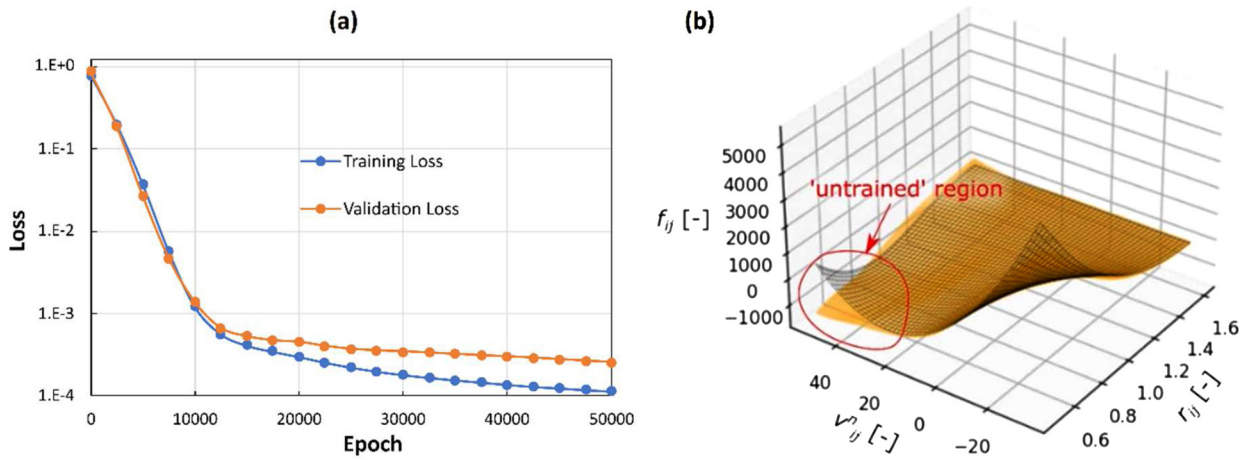 (a)
1.E+0
1.E-1
1.E-2
1.E-3
1.E-4
Loss
0 10000 20000 30000 40000 50000
Epoch
Training Loss
Validation Loss
(b)
5000
4000
3000
2000
1000
0
-1000
f_ij [-]
'untrained' region
40 20 0 -20
v^n_ij [-]
0.6 0.8 1.0 1.2 1.4 1.6
r_ij [-]